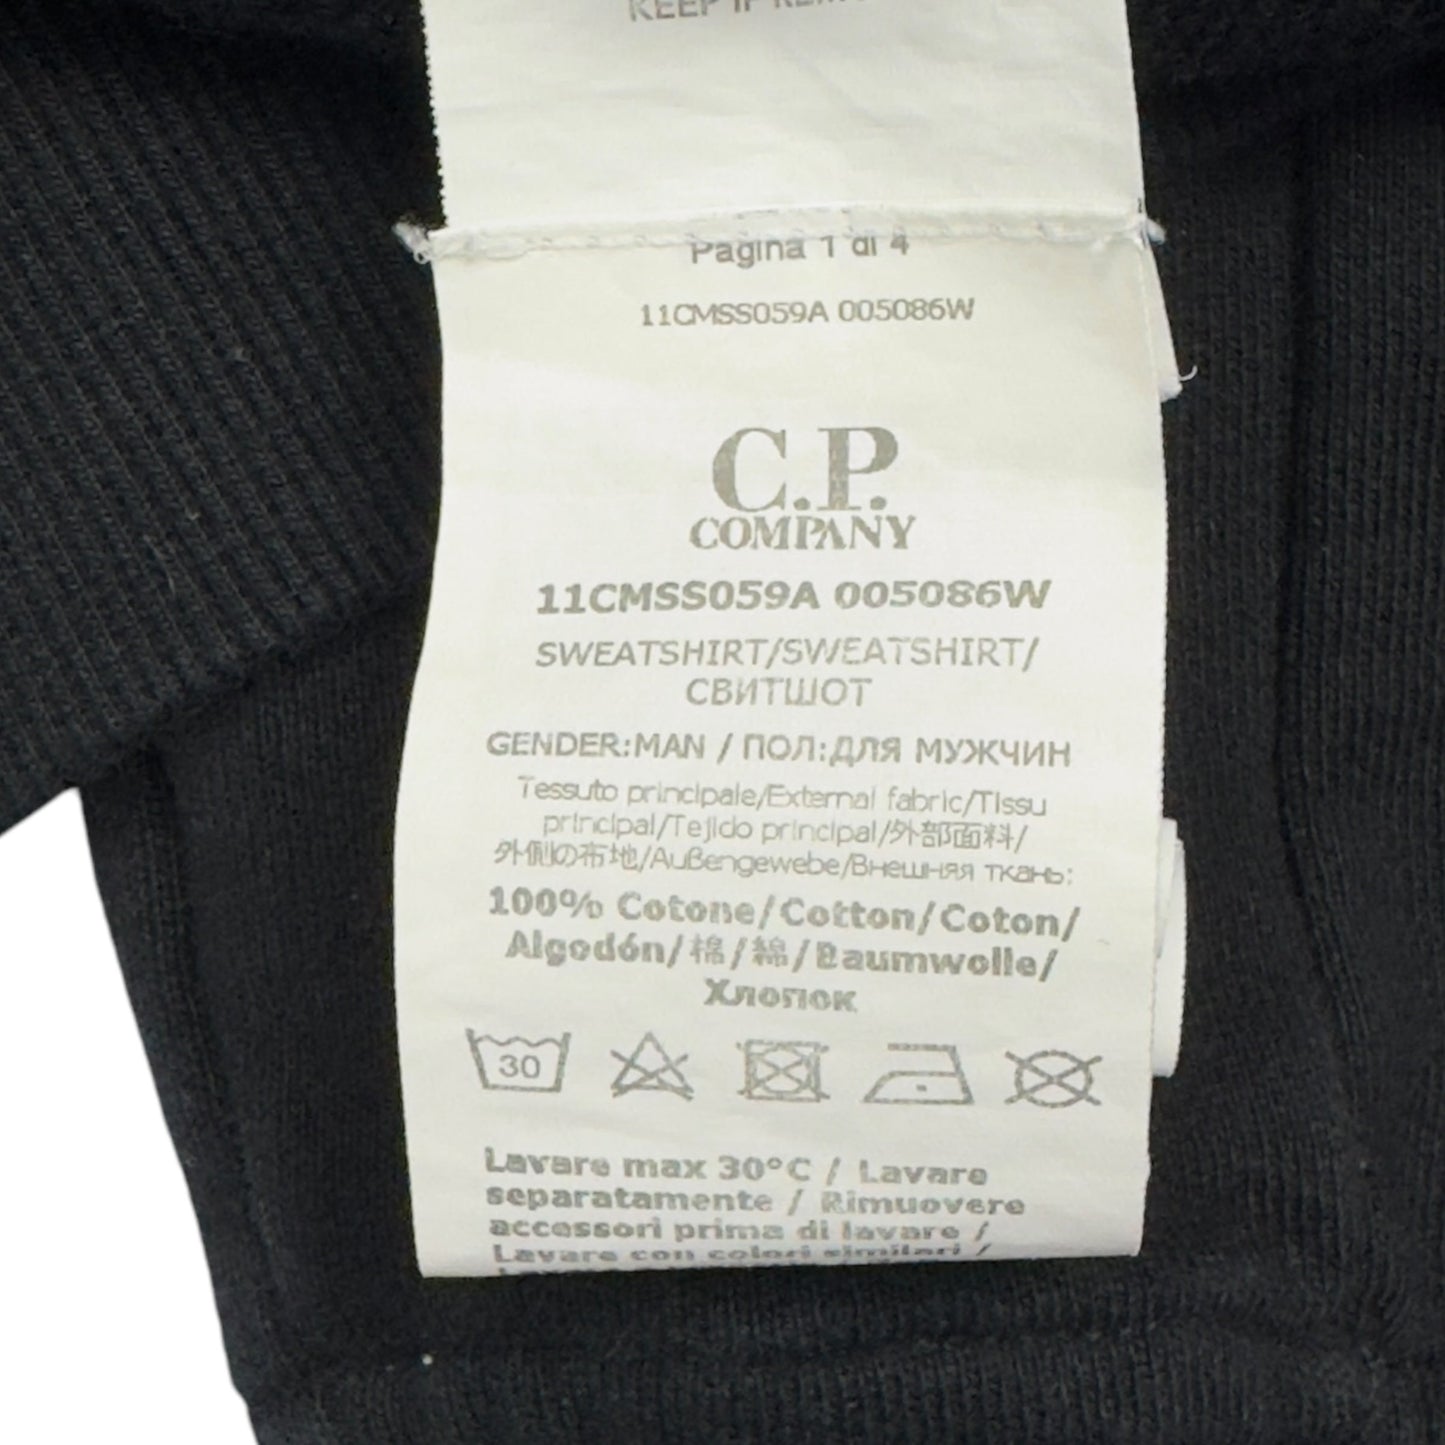 KEEP IF REMO
Pagina 1 di 4
11CMSS059A 005086W
C.P.
COMPANY
11CMSS059A 005086W
SWEATSHIRT/SWEATSHIRT/
СВИТШОТ
GENDER:MAN / ПОЛ:ДЛЯ МУЖЧИН
Tessuto principale/External fabric/Tissu
principal/Tejido principal/外部面料/
外側の布地/Außengewebe/Внешняя ткань:
100% Cotone/Cotton/Coton/
Algodón/棉/綿/Baumwolle/
Хлопок
30
Lavare max 30°C / Lavare
separatamente / Rimuovere
accessori prima di lavare /
Lavare con colori similari /